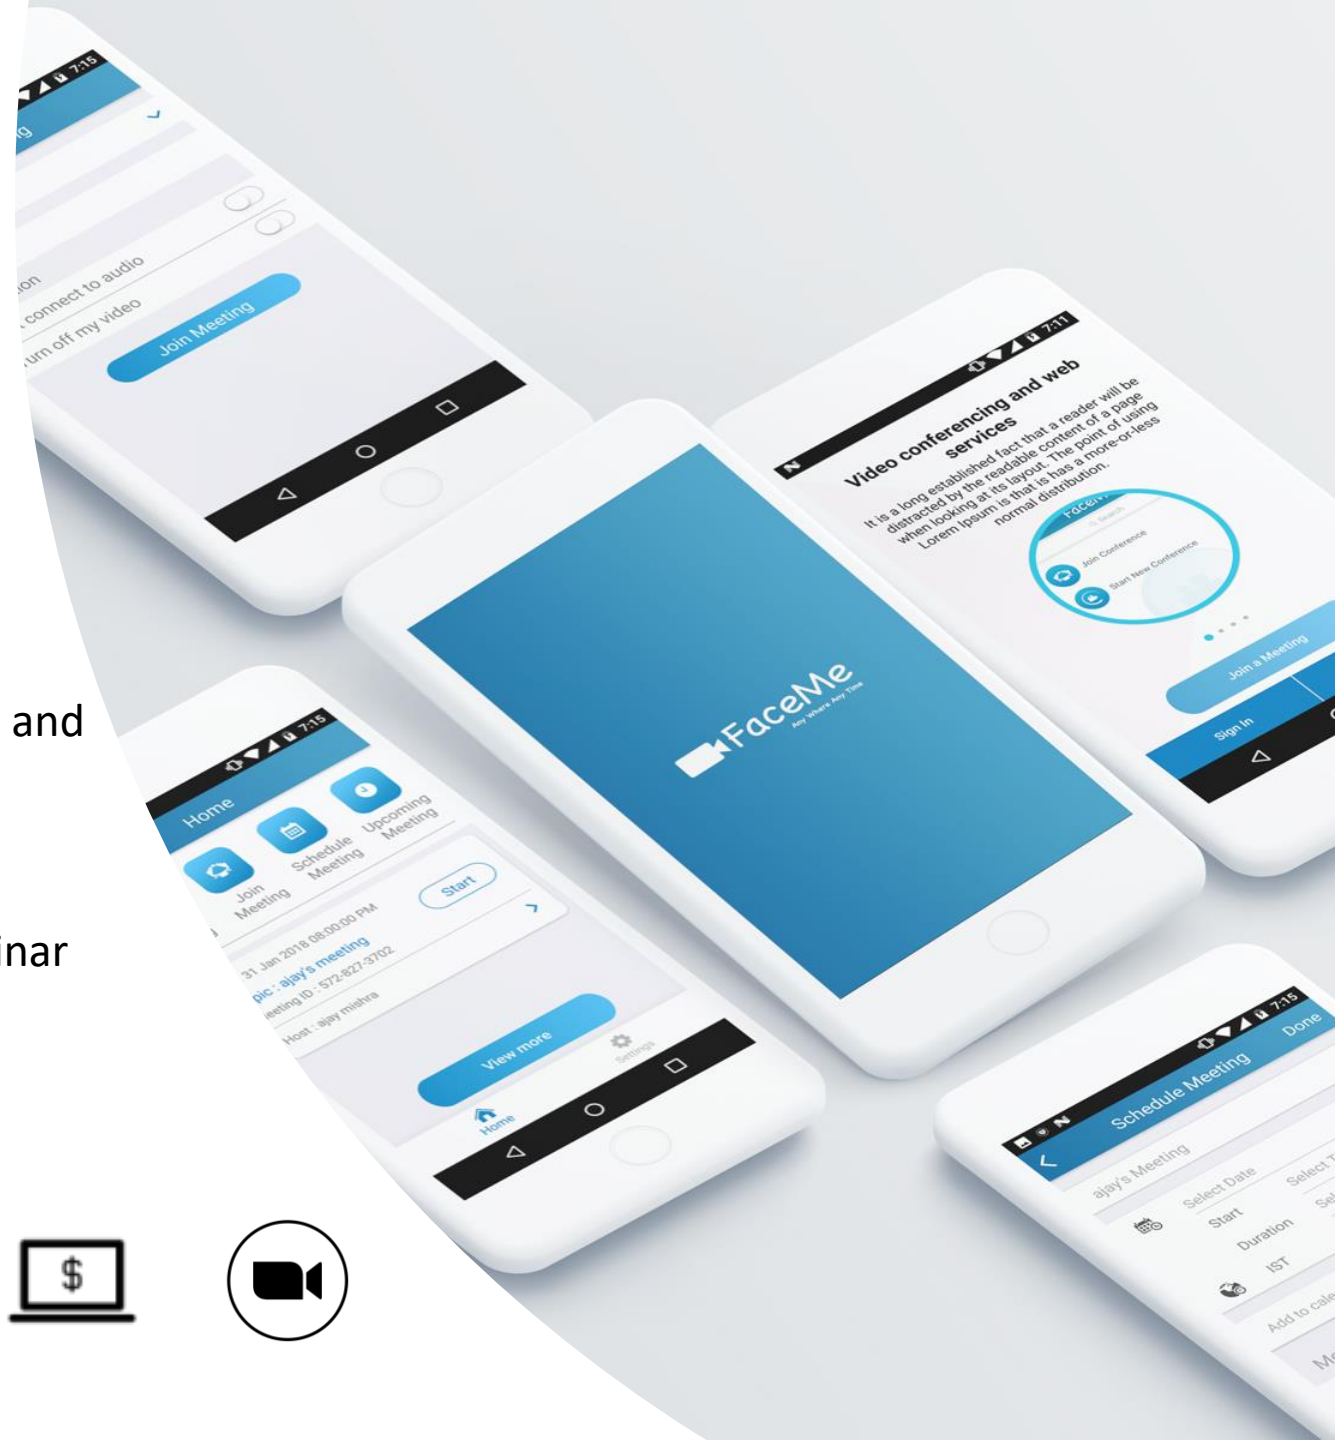 7:15
connect to audio
turn off my video
Join Meeting
7:11
Video conferencing and web
services
It is a long established fact that a reader will be
distracted by the readable content of a page
when looking at its layout. The point of using
Lorem Ipsum is that is has a more-or-less
normal distribution.
Search
Join Conference
Start New Conference
Join a Meeting
Sign In
FaceMe
Any Where Any Time
and
inar
$
7:15
Home
Join
Meeting
Schedule
Meeting
Upcoming
Meeting
31 Jan 2018 08:00:00 PM
Start
pic : ajay's meeting
eeting ID : 572-827-3702
Host : ajay mishra
View more
Home
Settings
7:15
Schedule Meeting
Done
ajay's Meeting
Select Date
Start
Duration
IST
Add to cale